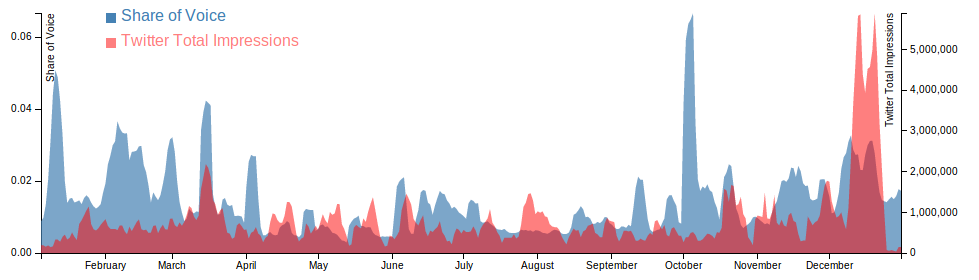 Share of Voice
Twitter Total Impressions
Share of Voice
Twitter Total Impressions
0.06
0.04
0.02
0.00
5,000,000
4,000,000
3,000,000
2,000,000
1,000,000
0
February March April May June July August September October November December